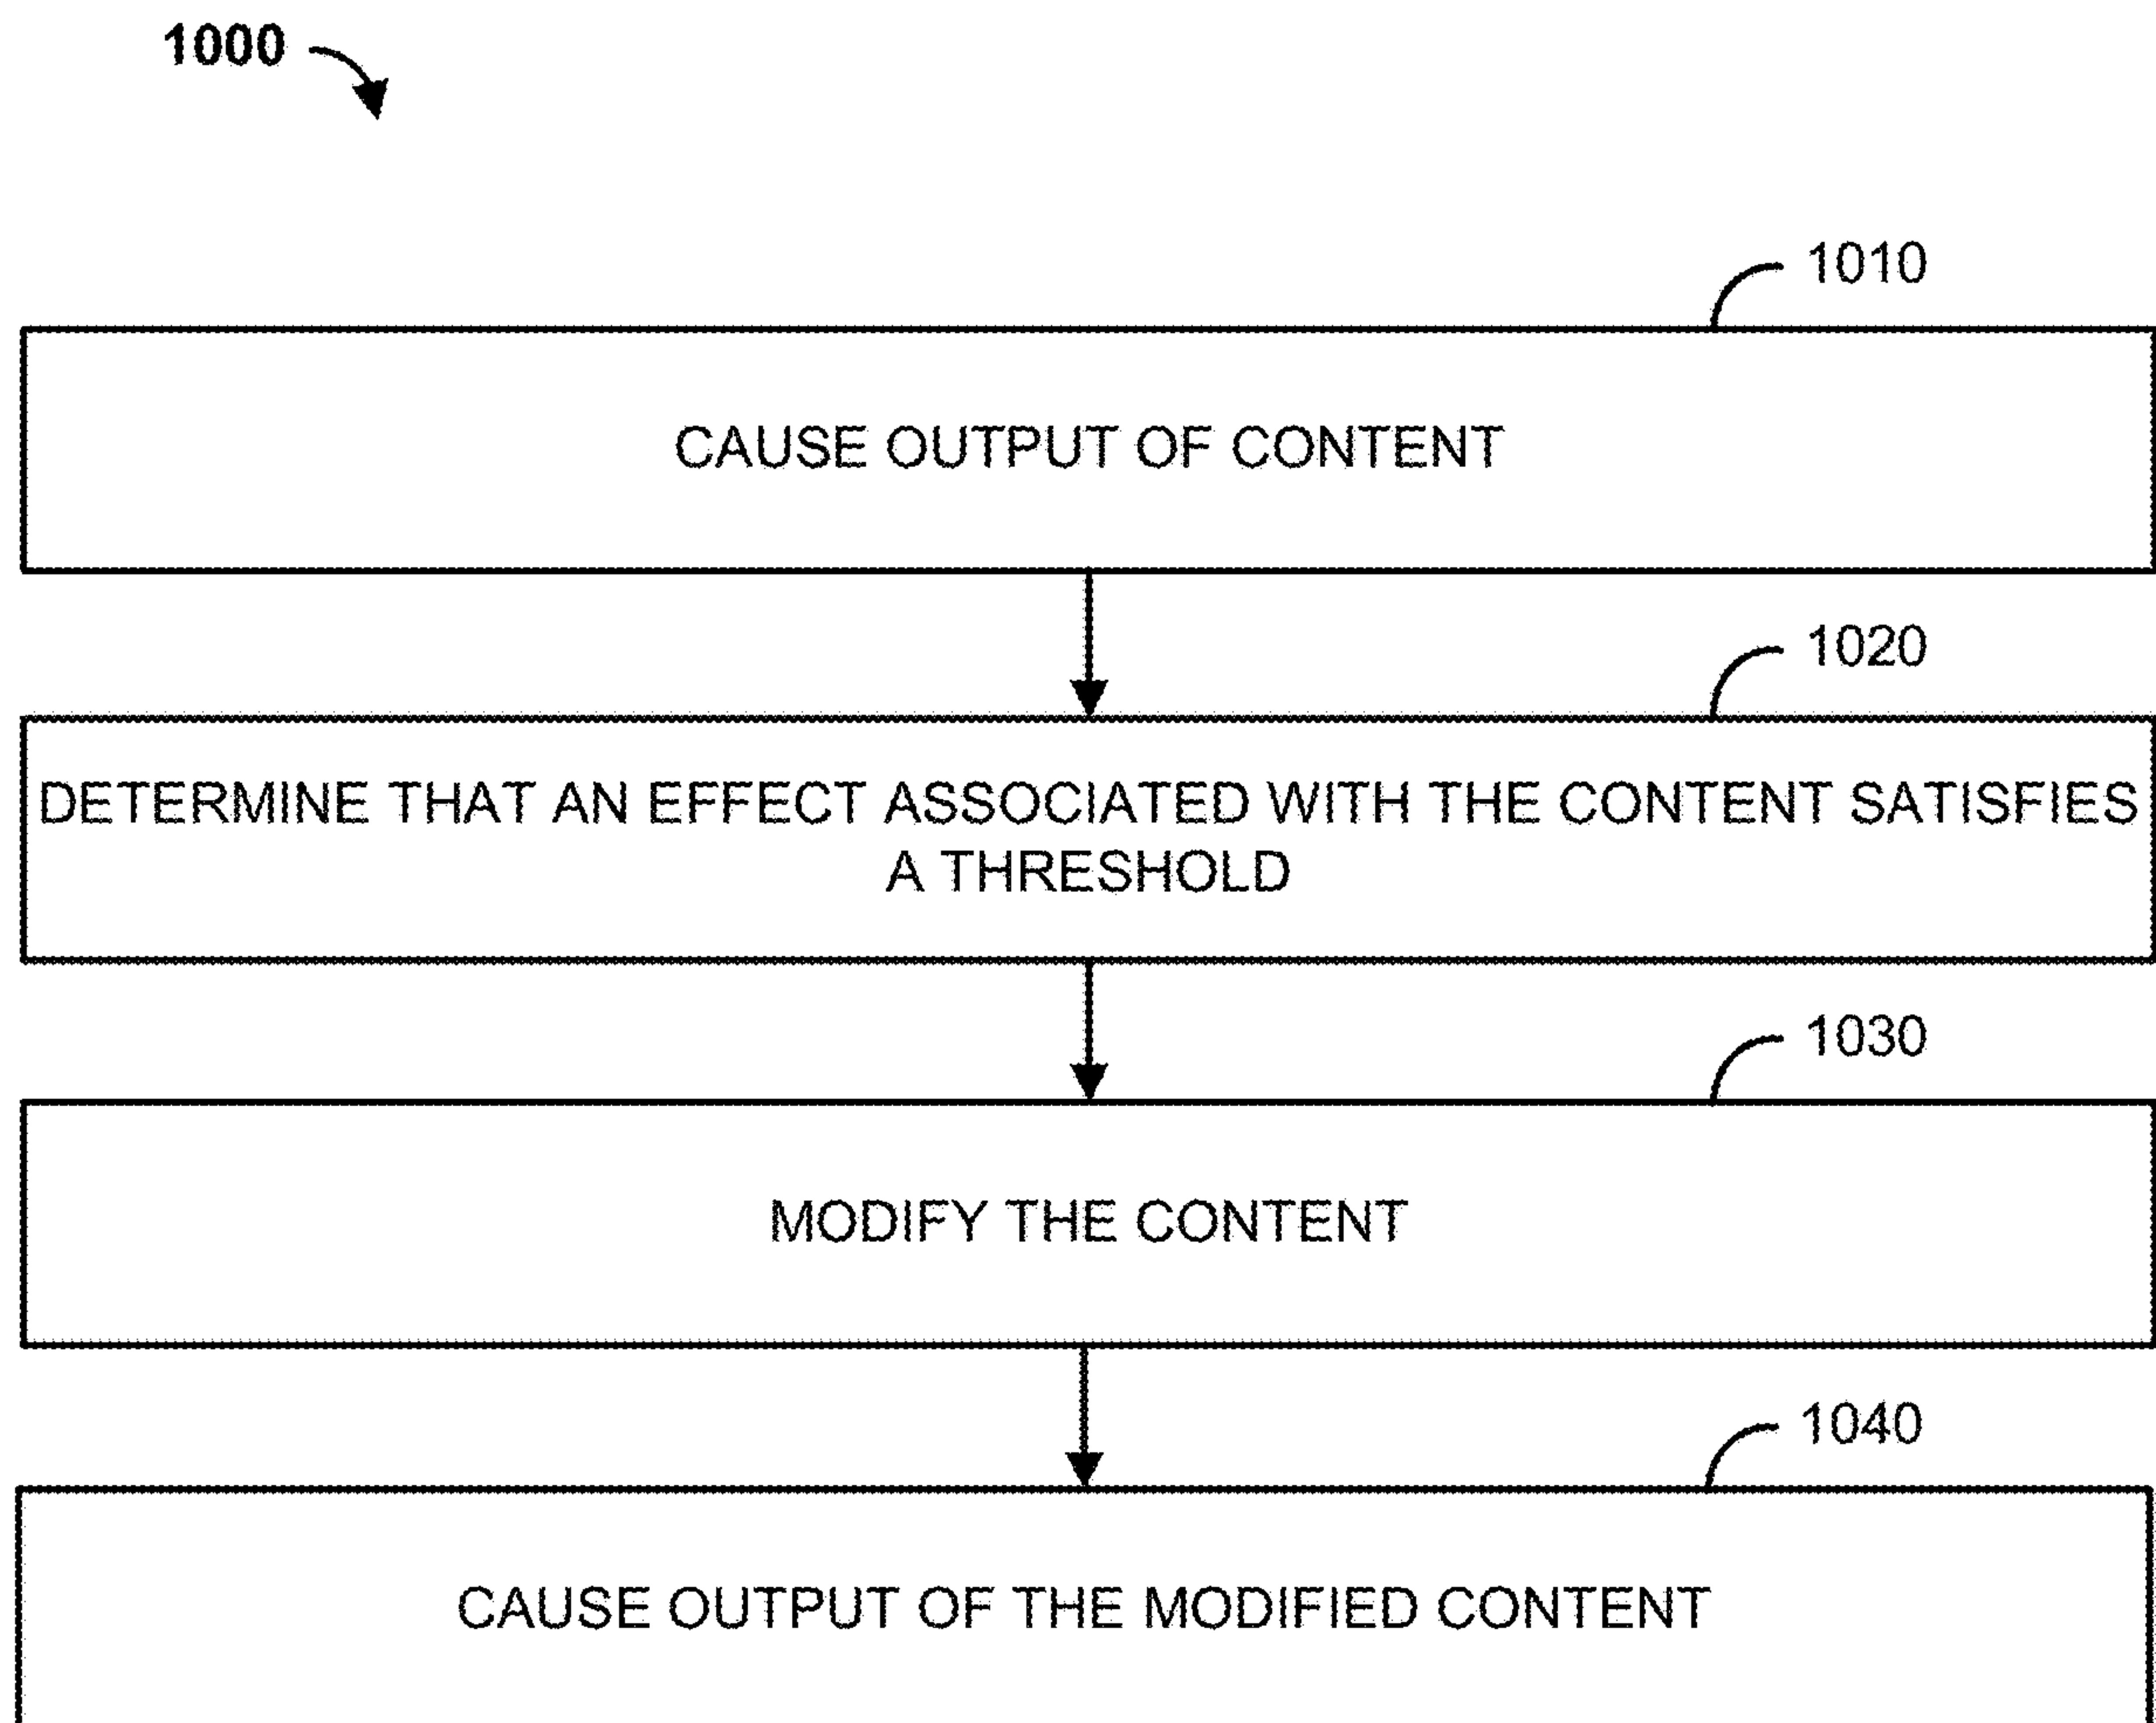 1000
1010
CAUSE OUTPUT OF CONTENT
1020
DETERMINE THAT AN EFFECT ASSOCIATED WITH THE CONTENT SATISFIES
A THRESHOLD
1030
MODIFY THE CONTENT
1040
CAUSE OUTPUT OF THE MODIFIED CONTENT